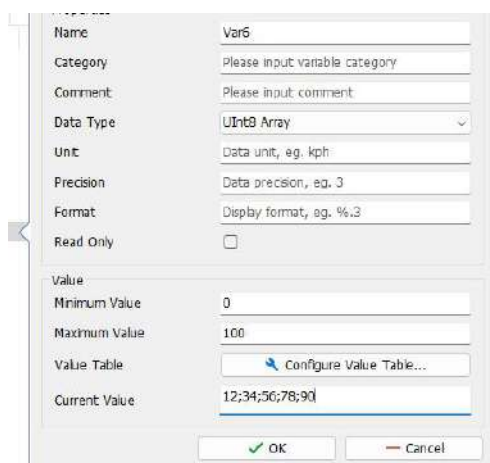 Properties
Name Var6
Category Please input variable category
Comment Please input comment
Data Type UInt8 Array
Unit Data unit, eg. kph
Precision Data precision, eg. 3
Format Display format, eg. %.3
Read Only
Value
Minimum Value 0
Maximum Value 100
Value Table Configure Value Table...
Current Value 12;34;56;78;90
OK Cancel